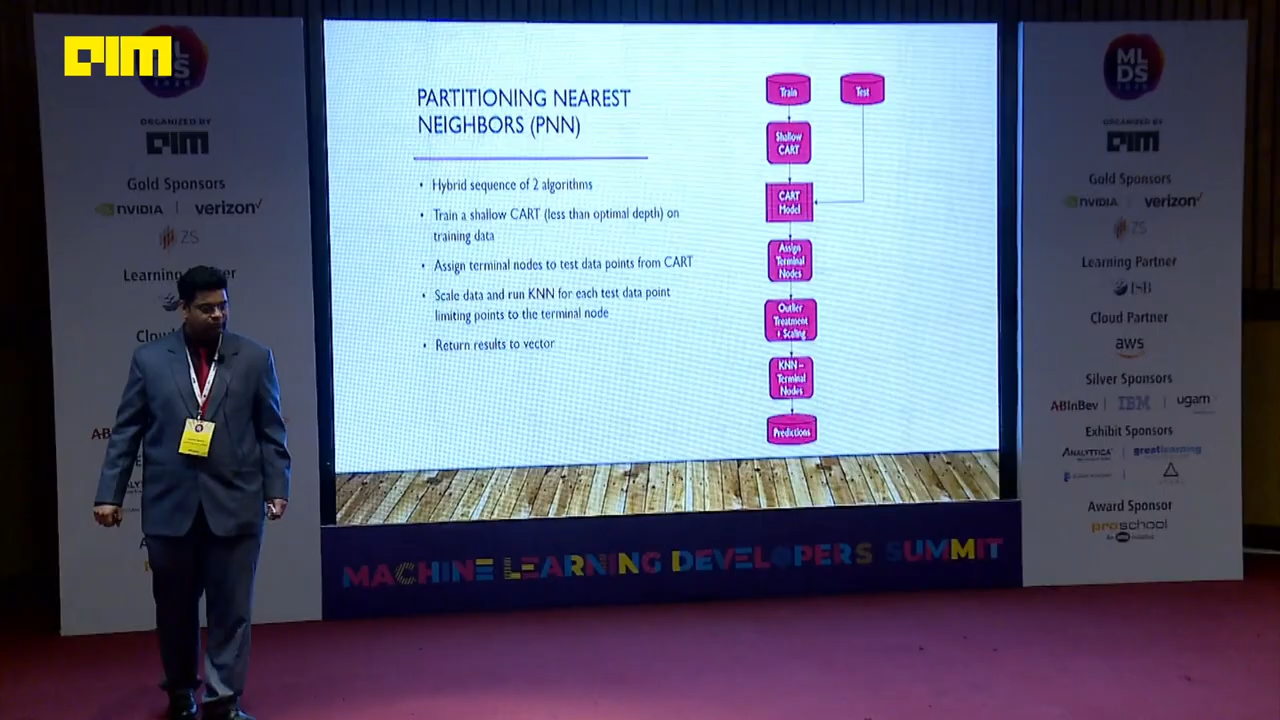 AIM
PARTITIONING NEAREST
NEIGHBORS (PNN)
• Hybrid sequence of 2 algorithms
• Train a shallow CART (less than optimal depth) on
training data
• Assign terminal nodes to test data points from CART
• Scale data and run KNN for each test data point
limiting points to the terminal node
• Return results to vector
Train
Test
Shallow
CART
CART
Model
Assign
Terminal
Nodes
Outlier
Treatment
+ Scaling
KNN –
Terminal
Nodes
Predictions
MACHINE LEARNING DEVELOPERS SUMMIT
ORGANIZED BY
AIM
Gold Sponsors
NVIDIA
verizon
ZS
Learning
ML
DS
ORGANIZED BY
AIM
Gold Sponsors
NVIDIA
verizon
ZS
Learning Partner
ISB
Cloud Partner
aws
Silver Sponsors
ABInBev
IBM
ugam
Exhibit Sponsors
ANALYTTICA
greatlearning
Award Sponsor
proschool